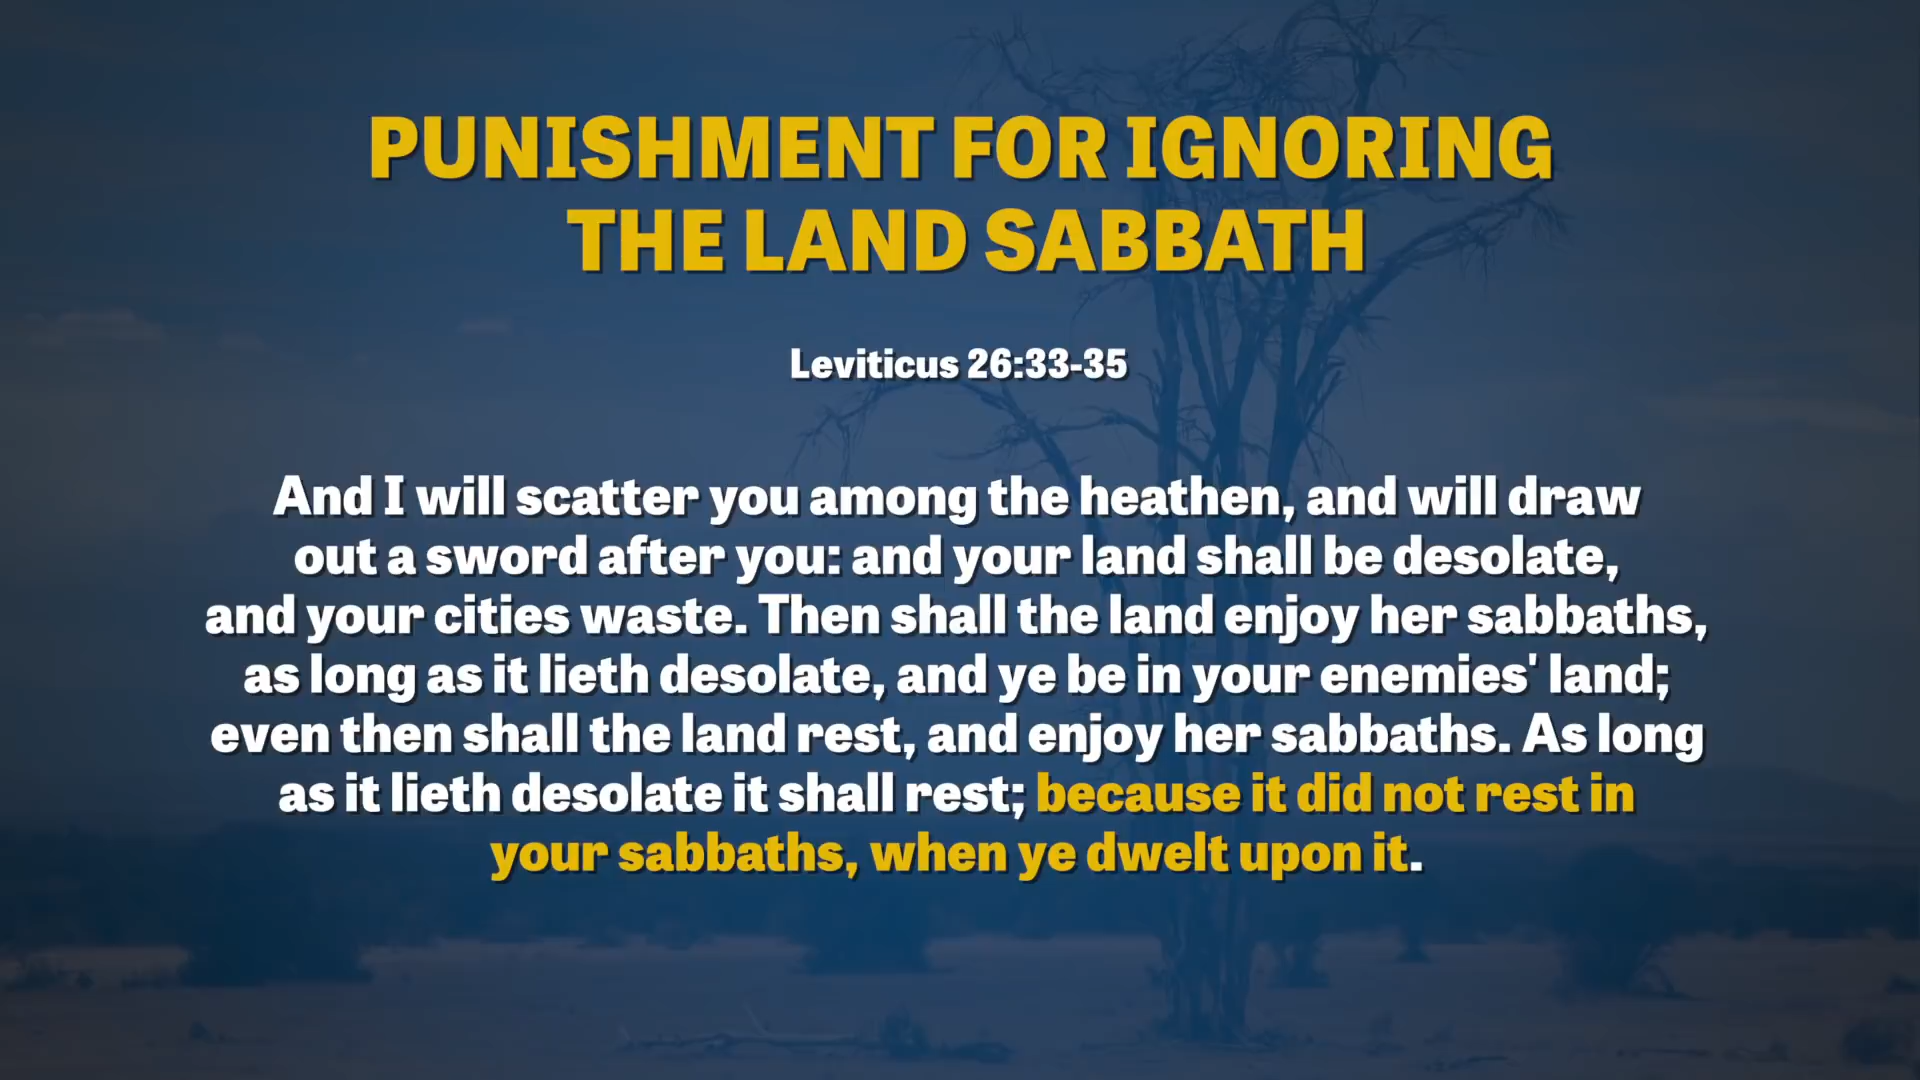 PUNISHMENT FOR IGNORING
THE LAND SABBATH
Leviticus 26:33-35
And I will scatter you among the heathen, and will draw
out a sword after you: and your land shall be desolate,
and your cities waste. Then shall the land enjoy her sabbaths,
as long as it lieth desolate, and ye be in your enemies' land;
even then shall the land rest, and enjoy her sabbaths. As long
as it lieth desolate it shall rest; because it did not rest in
your sabbaths, when ye dwelt upon it.